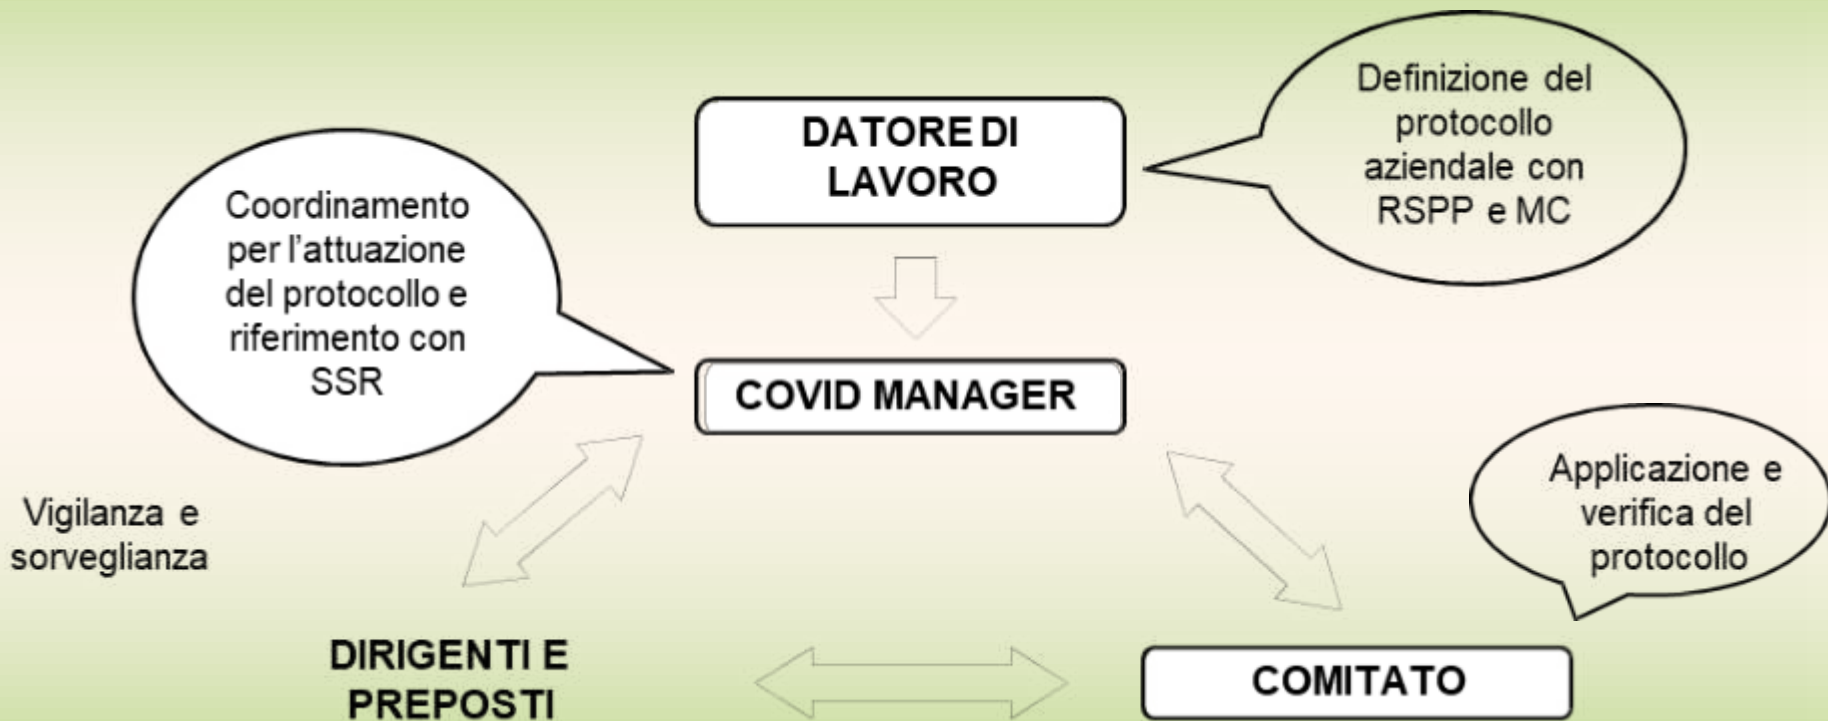 DATORE DI
LAVORO
Definizione del
protocollo
aziendale con
RSPP e MC
Coordinamento
per l'attuazione
del protocollo e
riferimento con
SSR
COVID MANAGER
Vigilanza e
sorveglianza
Applicazione e
verifica del
protocollo
DIRIGENTI E
PREPOSTI
COMITATO